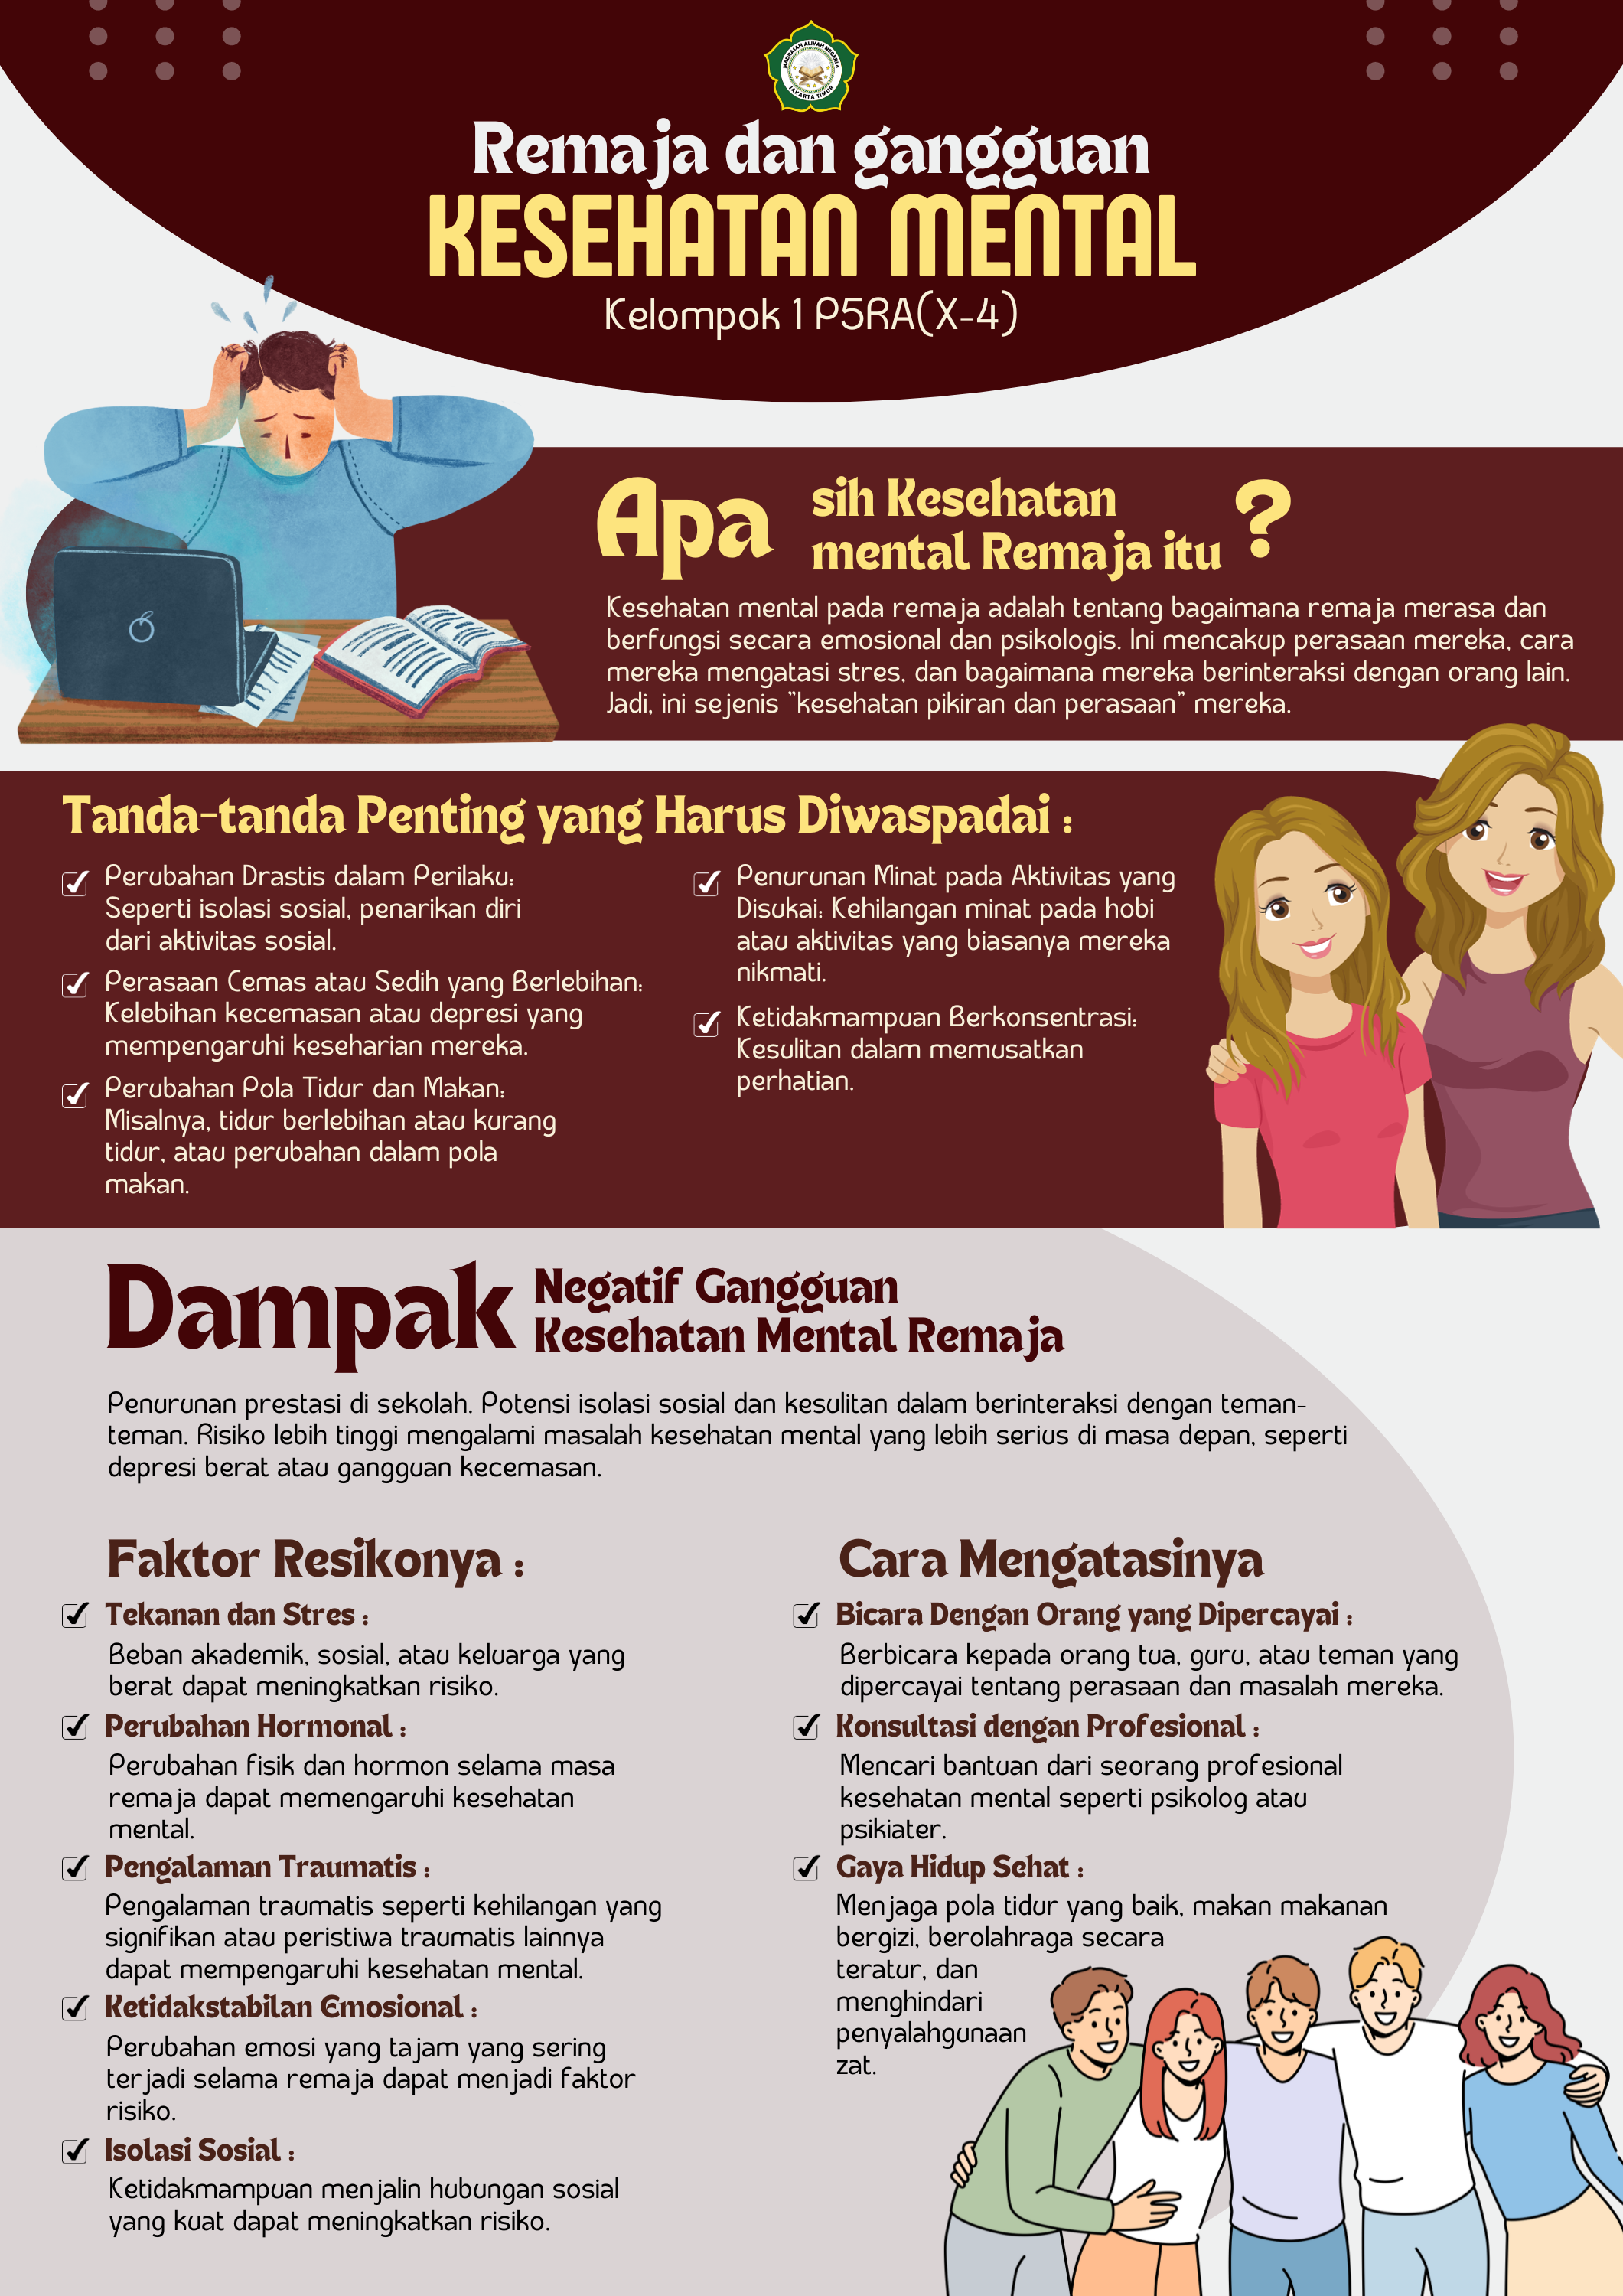 MADRASAH ALIYAH NEGERI 6
JAKARTA TIMUR
Remaja dan gangguan
KESEHATAN MENTAL
Kelompok 1 P5RA(X-4)
Apa sih Kesehatan
mental Remaja itu ?
Kesehatan mental pada remaja adalah tentang bagaimana remaja merasa dan
berfungsi secara emosional dan psikologis. Ini mencakup perasaan mereka, cara
mereka mengatasi stres, dan bagaimana mereka berinteraksi dengan orang lain.
Jadi, ini sejenis "kesehatan pikiran dan perasaan" mereka.
Tanda-tanda Penting yang Harus Diwaspadai :
Perubahan Drastis dalam Perilaku:
Seperti isolasi sosial, penarikan diri
dari aktivitas sosial.
Perasaan Cemas atau Sedih yang Berlebihan:
Kelebihan kecemasan atau depresi yang
mempengaruhi keseharian mereka.
Perubahan Pola Tidur dan Makan:
Misalnya, tidur berlebihan atau kurang
tidur, atau perubahan dalam pola
makan.
Penurunan Minat pada Aktivitas yang
Disukai: Kehilangan minat pada hobi
atau aktivitas yang biasanya mereka
nikmati.
Ketidakmampuan Berkonsentrasi:
Kesulitan dalam memusatkan
perhatian.
Dampak Negatif Gangguan
Kesehatan Mental Remaja
Penurunan prestasi di sekolah. Potensi isolasi sosial dan kesulitan dalam berinteraksi dengan teman-
teman. Risiko lebih tinggi mengalami masalah kesehatan mental yang lebih serius di masa depan, seperti
depresi berat atau gangguan kecemasan.
Faktor Resikonya :
Tekanan dan Stres :
Beban akademik, sosial, atau keluarga yang
berat dapat meningkatkan risiko.
Perubahan Hormonal :
Perubahan fisik dan hormon selama masa
remaja dapat memengaruhi kesehatan
mental.
Pengalaman Traumatis :
Pengalaman traumatis seperti kehilangan yang
signifikan atau peristiwa traumatis lainnya
dapat mempengaruhi kesehatan mental.
Ketidakstabilan Emosional :
Perubahan emosi yang tajam yang sering
terjadi selama remaja dapat menjadi faktor
risiko.
Isolasi Sosial :
Ketidakmampuan menjalin hubungan sosial
yang kuat dapat meningkatkan risiko.
Cara Mengatasinya
Bicara Dengan Orang yang Dipercayai :
Berbicara kepada orang tua, guru, atau teman yang
dipercayai tentang perasaan dan masalah mereka.
Konsultasi dengan Profesional :
Mencari bantuan dari seorang profesional
kesehatan mental seperti psikolog atau
psikiater.
Gaya Hidup Sehat :
Menjaga pola tidur yang baik, makan makanan
bergizi, berolahraga secara
teratur, dan
menghindari
penyalahgunaan
zat.